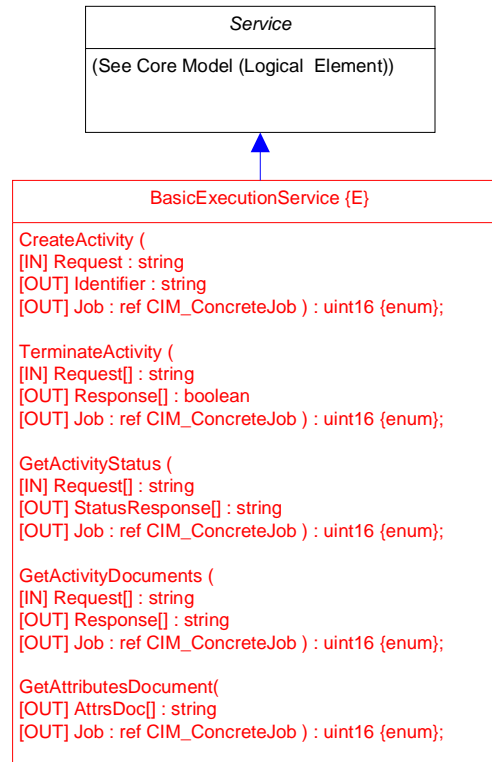 Service
(See Core Model (Logical  Element))
BasicExecutionService {E}
CreateActivity (
[IN] Request : string
[OUT] Identifier : string
[OUT] Job : ref CIM_ConcreteJob ) : uint16 {enum};
TerminateActivity (
[IN] Request[] : string
[OUT] Response[] : boolean
[OUT] Job : ref CIM_ConcreteJob ) : uint16 {enum};
GetActivityStatus (
[IN] Request[] : string
[OUT] StatusResponse[] : string
[OUT] Job : ref CIM_ConcreteJob ) : uint16 {enum};
GetActivityDocuments (
[IN] Request[] : string
[OUT] Response[] : string
[OUT] Job : ref CIM_ConcreteJob ) : uint16 {enum};
GetAttributesDocument(
[OUT] AttrsDoc[] : string
[OUT] Job : ref CIM_ConcreteJob ) : uint16 {enum};